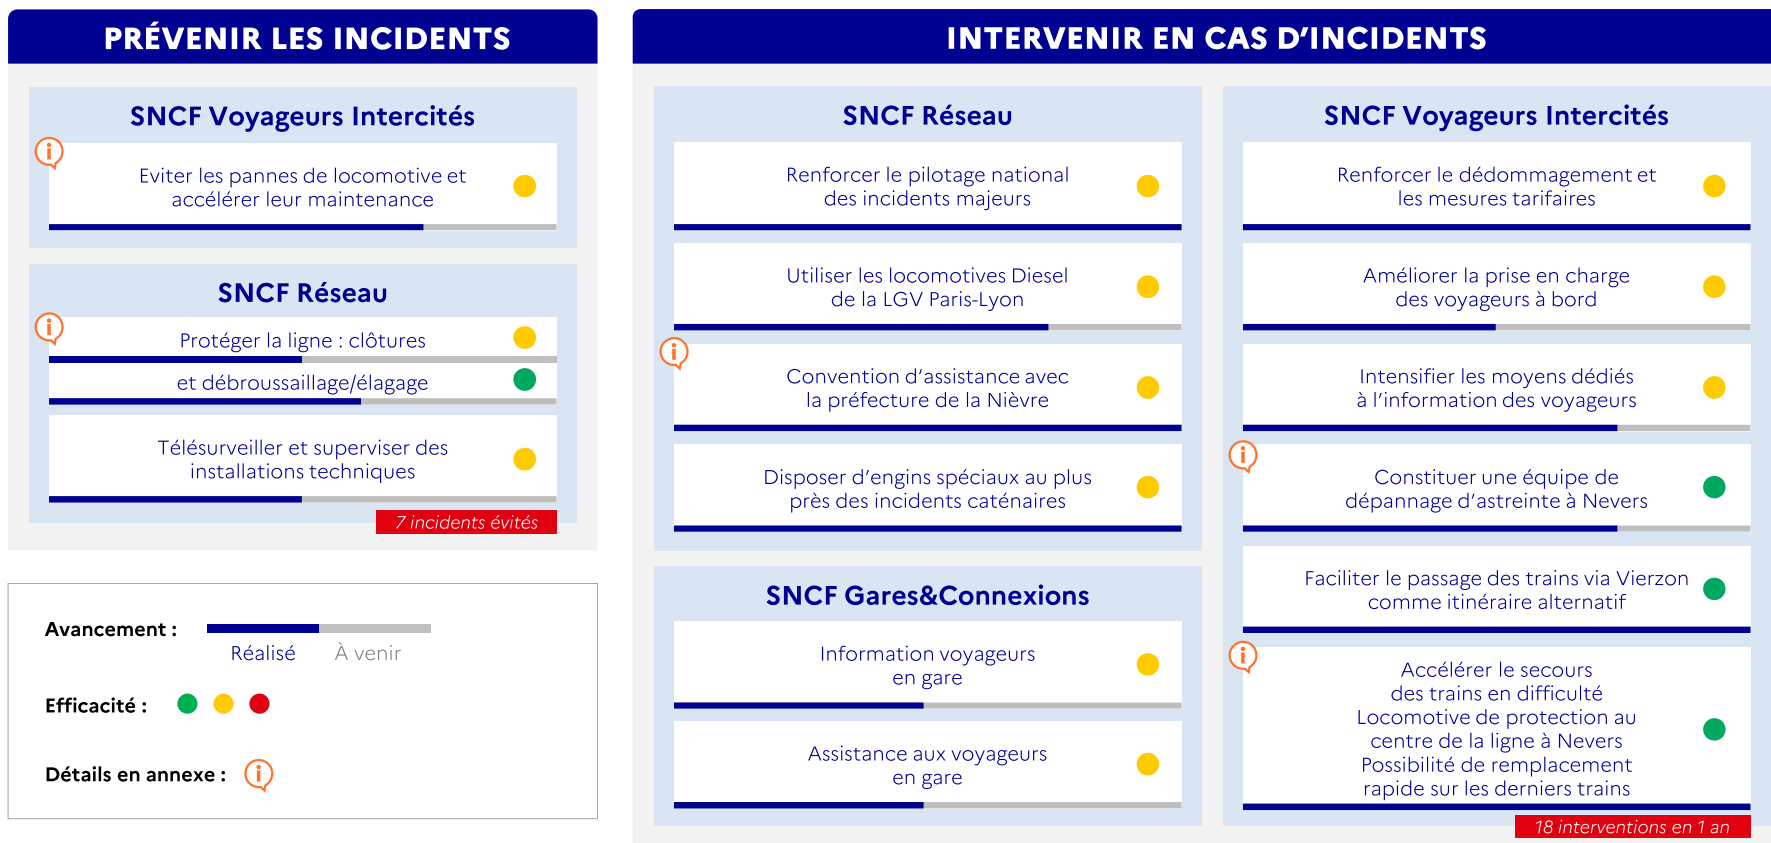 PRÉVENIR LES INCIDENTS
SNCF Voyageurs Intercités
Eviter les pannes de locomotive et
accélérer leur maintenance
SNCF Réseau
Protéger la ligne : clôtures
et débroussaillage/élagage
Télésurveiller et superviser des
installations techniques
7 incidents évités
Avancement :
Réalisé À venir
Efficacité :
Détails en annexe :
INTERVENIR EN CAS D’INCIDENTS
SNCF Réseau
Renforcer le pilotage national
des incidents majeurs
Utiliser les locomotives Diesel
de la LGV Paris-Lyon
Convention d’assistance avec
la préfecture de la Nièvre
Disposer d’engins spéciaux au plus
près des incidents caténaires
SNCF Gares&Connexions
Information voyageurs
en gare
Assistance aux voyageurs
en gare
SNCF Voyageurs Intercités
Renforcer le dédommagement et
les mesures tarifaires
Améliorer la prise en charge
des voyageurs à bord
Intensifier les moyens dédiés
à l’information des voyageurs
Constituer une équipe de
dépannage d’astreinte à Nevers
Faciliter le passage des trains via Vierzon
comme itinéraire alternatif
Accélérer le secours
des trains en difficulté
Locomotive de protection au
centre de la ligne à Nevers
Possibilité de remplacement
rapide sur les derniers trains
18 interventions en 1 an